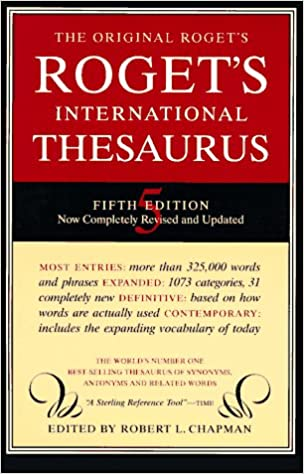 THE ORIGINAL ROGET'S
ROGET'S
INTERNATIONAL
THESAURUS
5
FIFTH EDITION
Now Completely Revised and Updated
MOST ENTRIES: more than 325,000 words
and phrases EXPANDED: 1073 categories, 31
completely new DEFINITIVE: based on how
words are actually used CONTEMPORARY:
includes the expanding vocabulary of today
THE WORLD'S NUMBER ONE
BEST-SELLING THESAURUS OF SYNONYMS,
ANTONYMS AND RELATED WORDS
"A Sterling Reference Tool"—TIME
EDITED BY ROBERT L. CHAPMAN